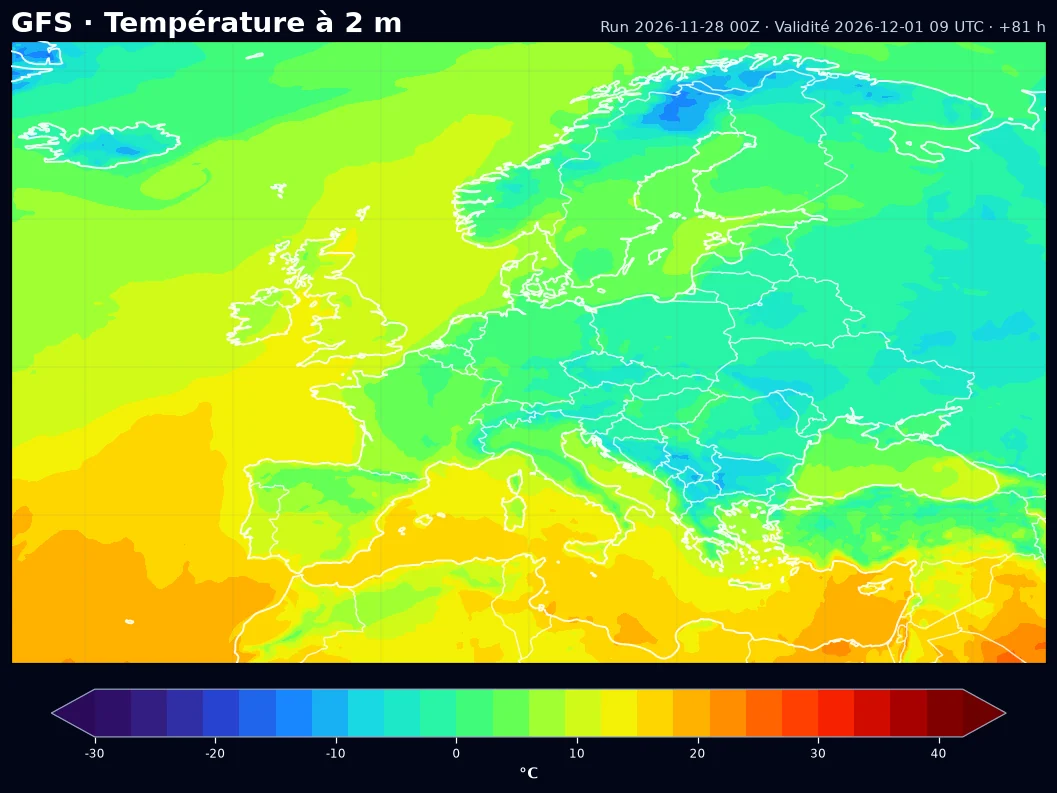 GFS · Température à 2 m
Run 2026-11-28 00Z · Validité 2026-12-01 09 UTC · +81 h
-30 -20 -10 0 10 20 30 40
°C